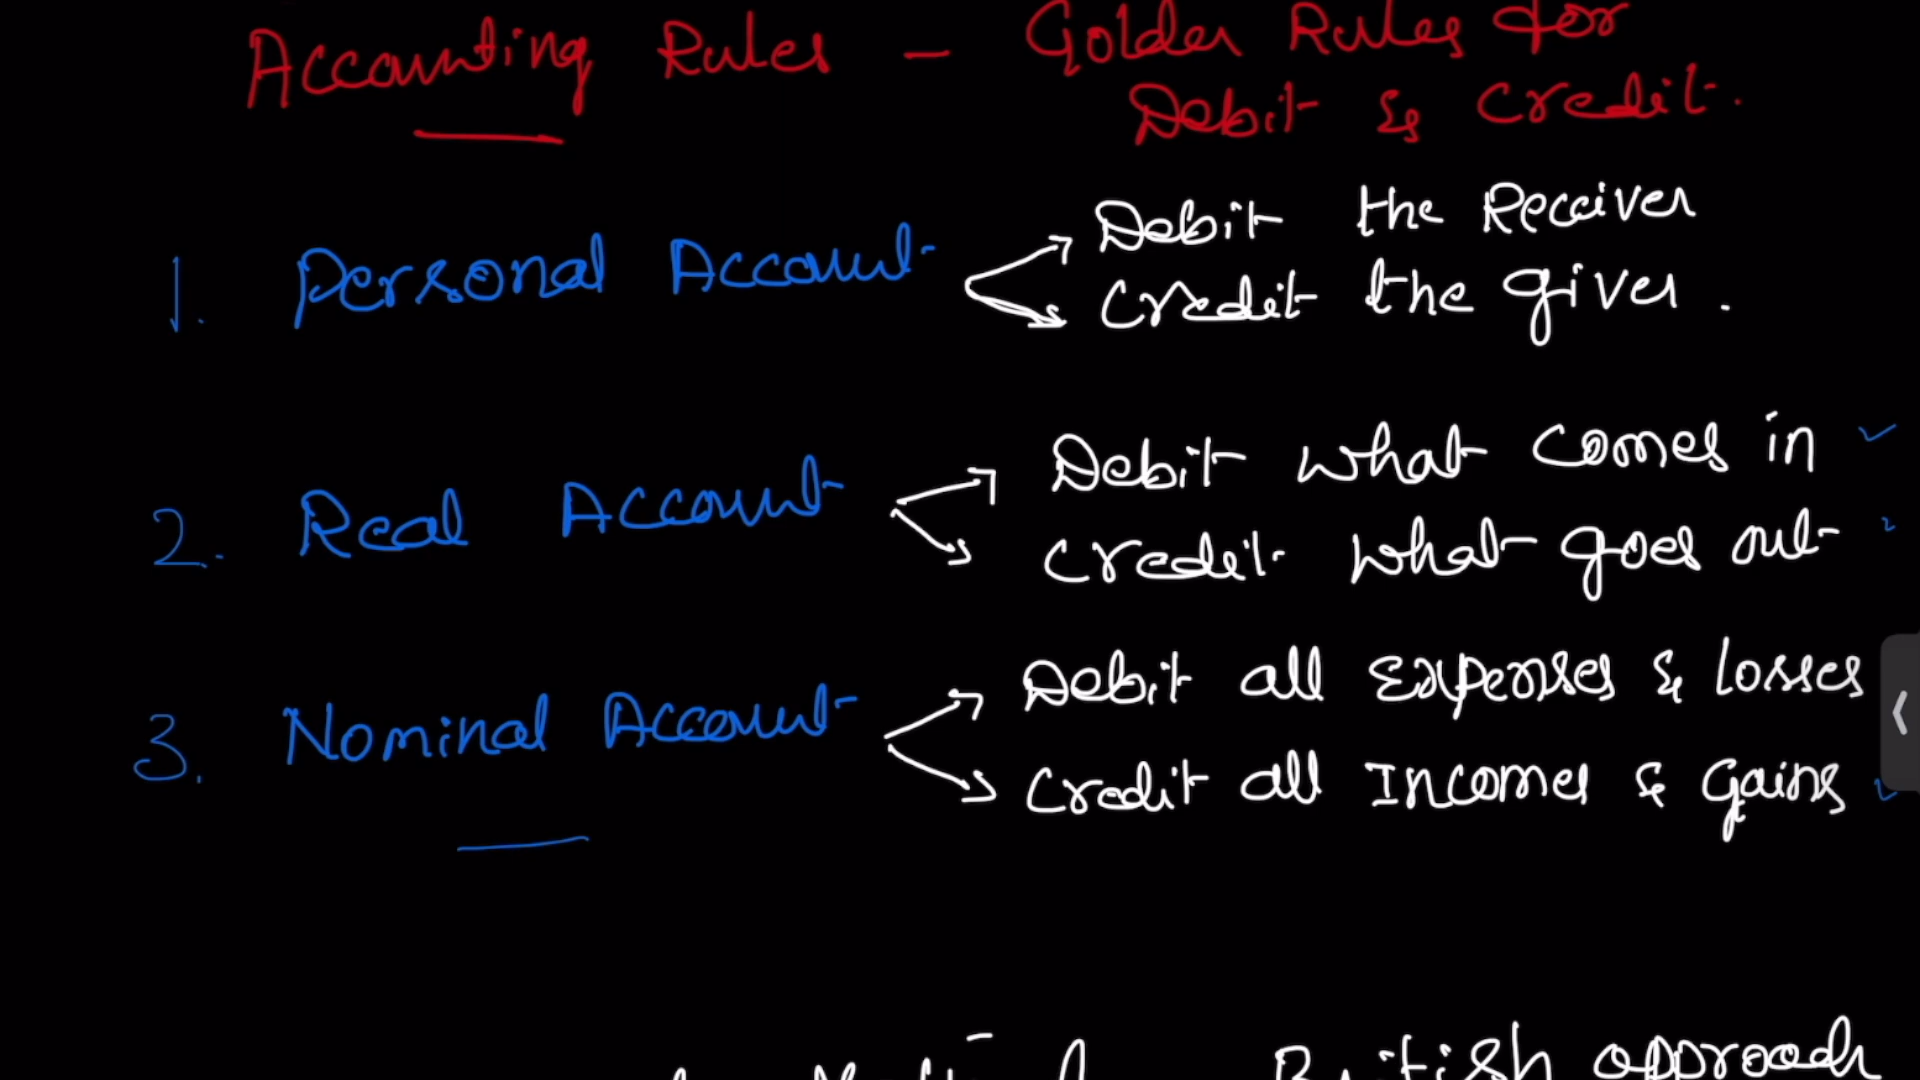 Accounting Rules - Golden Rules for
Debit & Credit.
1. Personal Account
Debit the Receiver
Credit the giver.
2. Real Account
Debit what comes in
Credit what goes out
3. Nominal Account
Debit all Expenses & Losses
Credit all Incomes & Gains
British approach